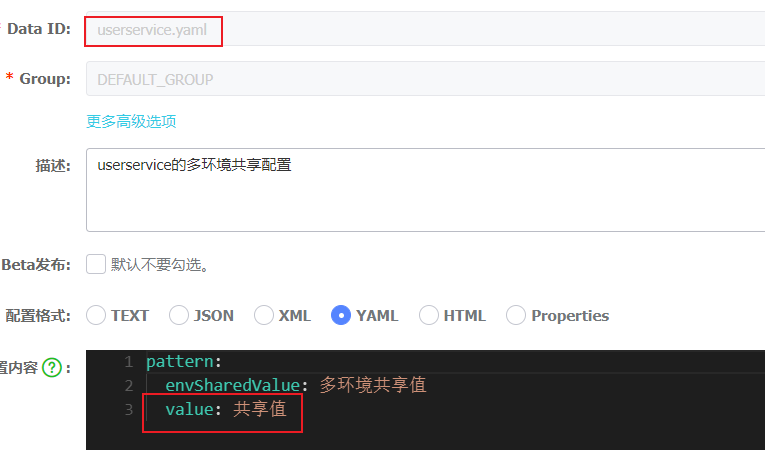 Data ID: userservice.yaml
* Group: DEFAULT_GROUP
更多高级选项
描述: userservice的多环境共享配置
Beta发布: 默认不要勾选。
配置格式: TEXT JSON XML YAML HTML Properties
置内容 ? :
1 pattern:
2 envSharedValue: 多环境共享值
3 value: 共享值